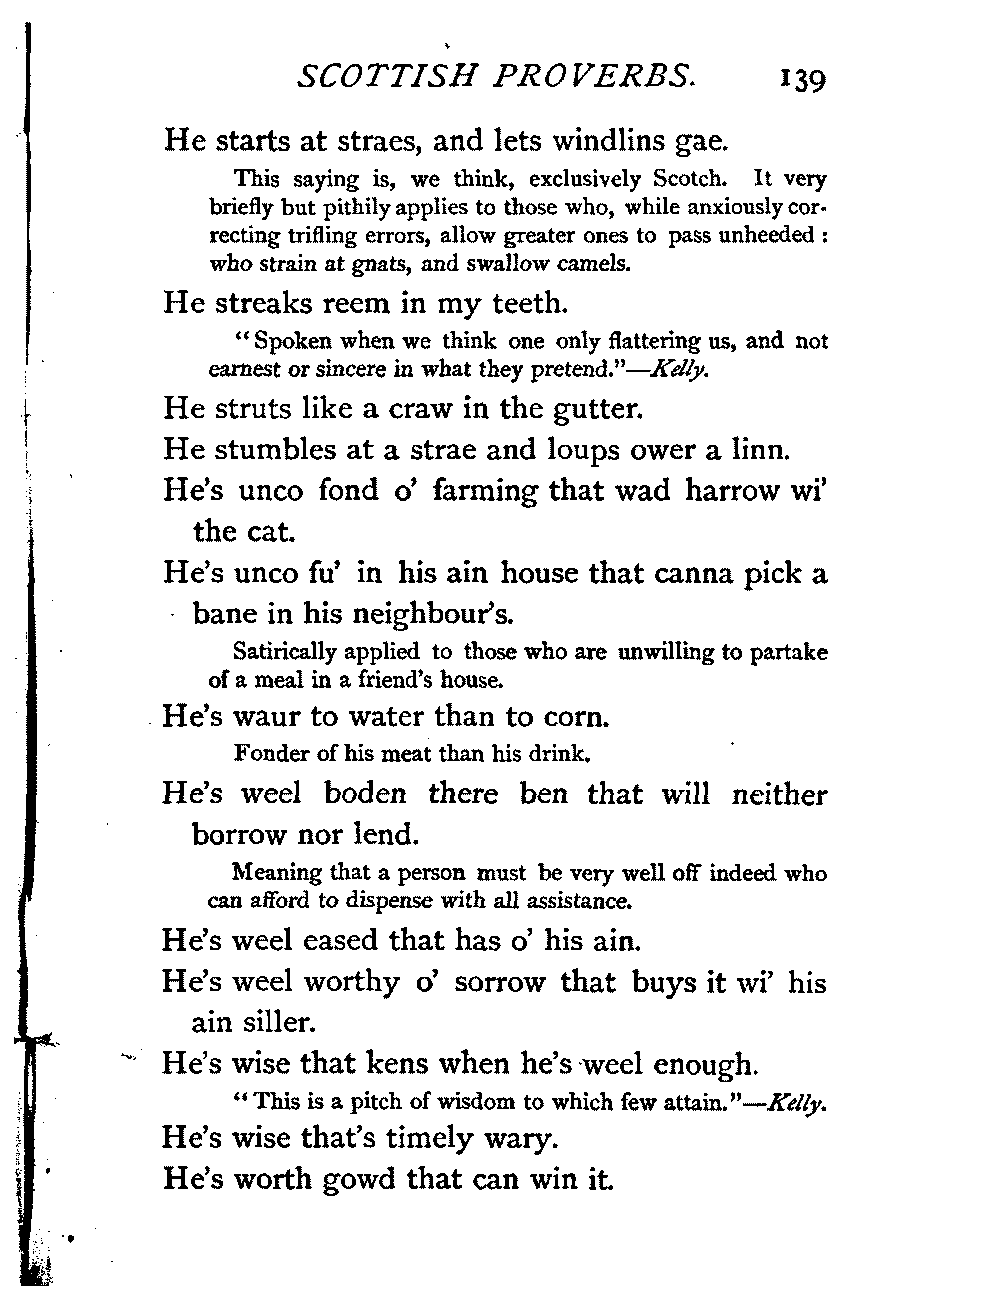 SCOTTISH PROVERBS. 139
He starts at straes, and lets windlins gae.
This saying is, we think, exclusively Scotch. It very
briefly but pithily applies to those who, while anxiously cor-
recting trifling errors, allow greater ones to pass unheeded :
who strain at gnats, and swallow camels.
He streaks reem in my teeth.
“Spoken when we think one only flattering us, and not
earnest or sincere in what they pretend.”—Kelly.
He struts like a craw in the gutter.
He stumbles at a strae and loups ower a linn.
He’s unco fond o’ farming that wad harrow wi’
the cat.
He’s unco fu’ in his ain house that canna pick a
bane in his neighbour’s.
Satirically applied to those who are unwilling to partake
of a meal in a friend’s house.
He’s waur to water than to corn.
Fonder of his meat than his drink.
He’s weel boden there ben that will neither
borrow nor lend.
Meaning that a person must be very well off indeed who
can afford to dispense with all assistance.
He’s weel eased that has o’ his ain.
He’s weel worthy o’ sorrow that buys it wi’ his
ain siller.
He’s wise that kens when he’s weel enough.
“This is a pitch of wisdom to which few attain.”—Kelly.
He’s wise that’s timely wary.
He’s worth gowd that can win it.